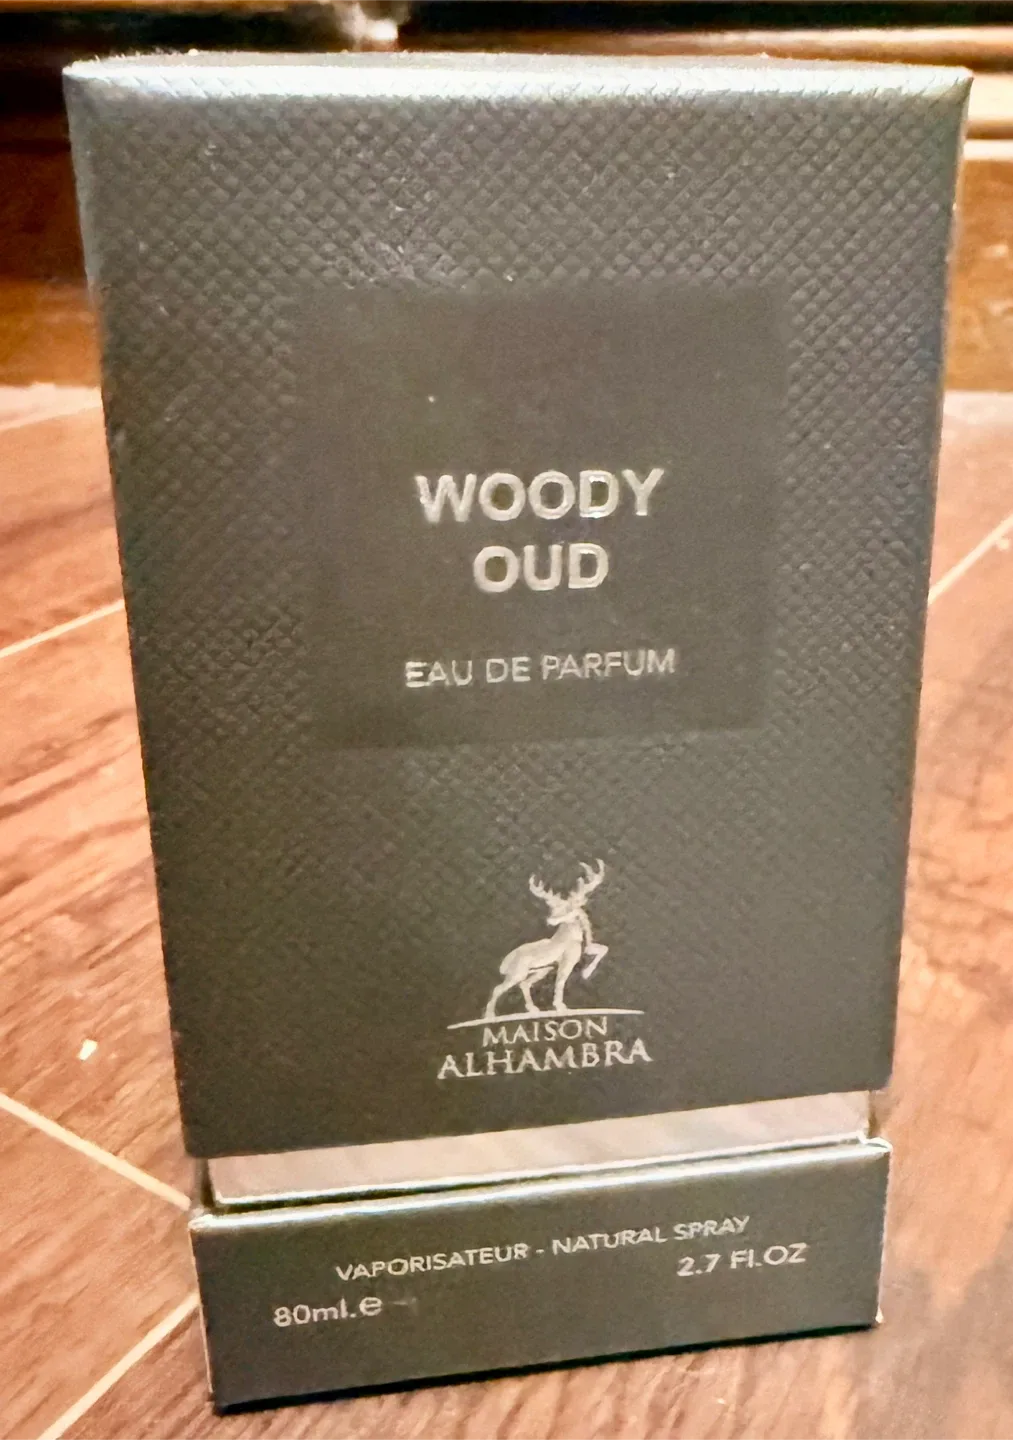 WOODY
OUD
EAU DE PARFUM
MAISON
ALHAMBRA
VAPORISATEUR - NATURAL SPRAY
80ml.e 2.7 Fl.OZ